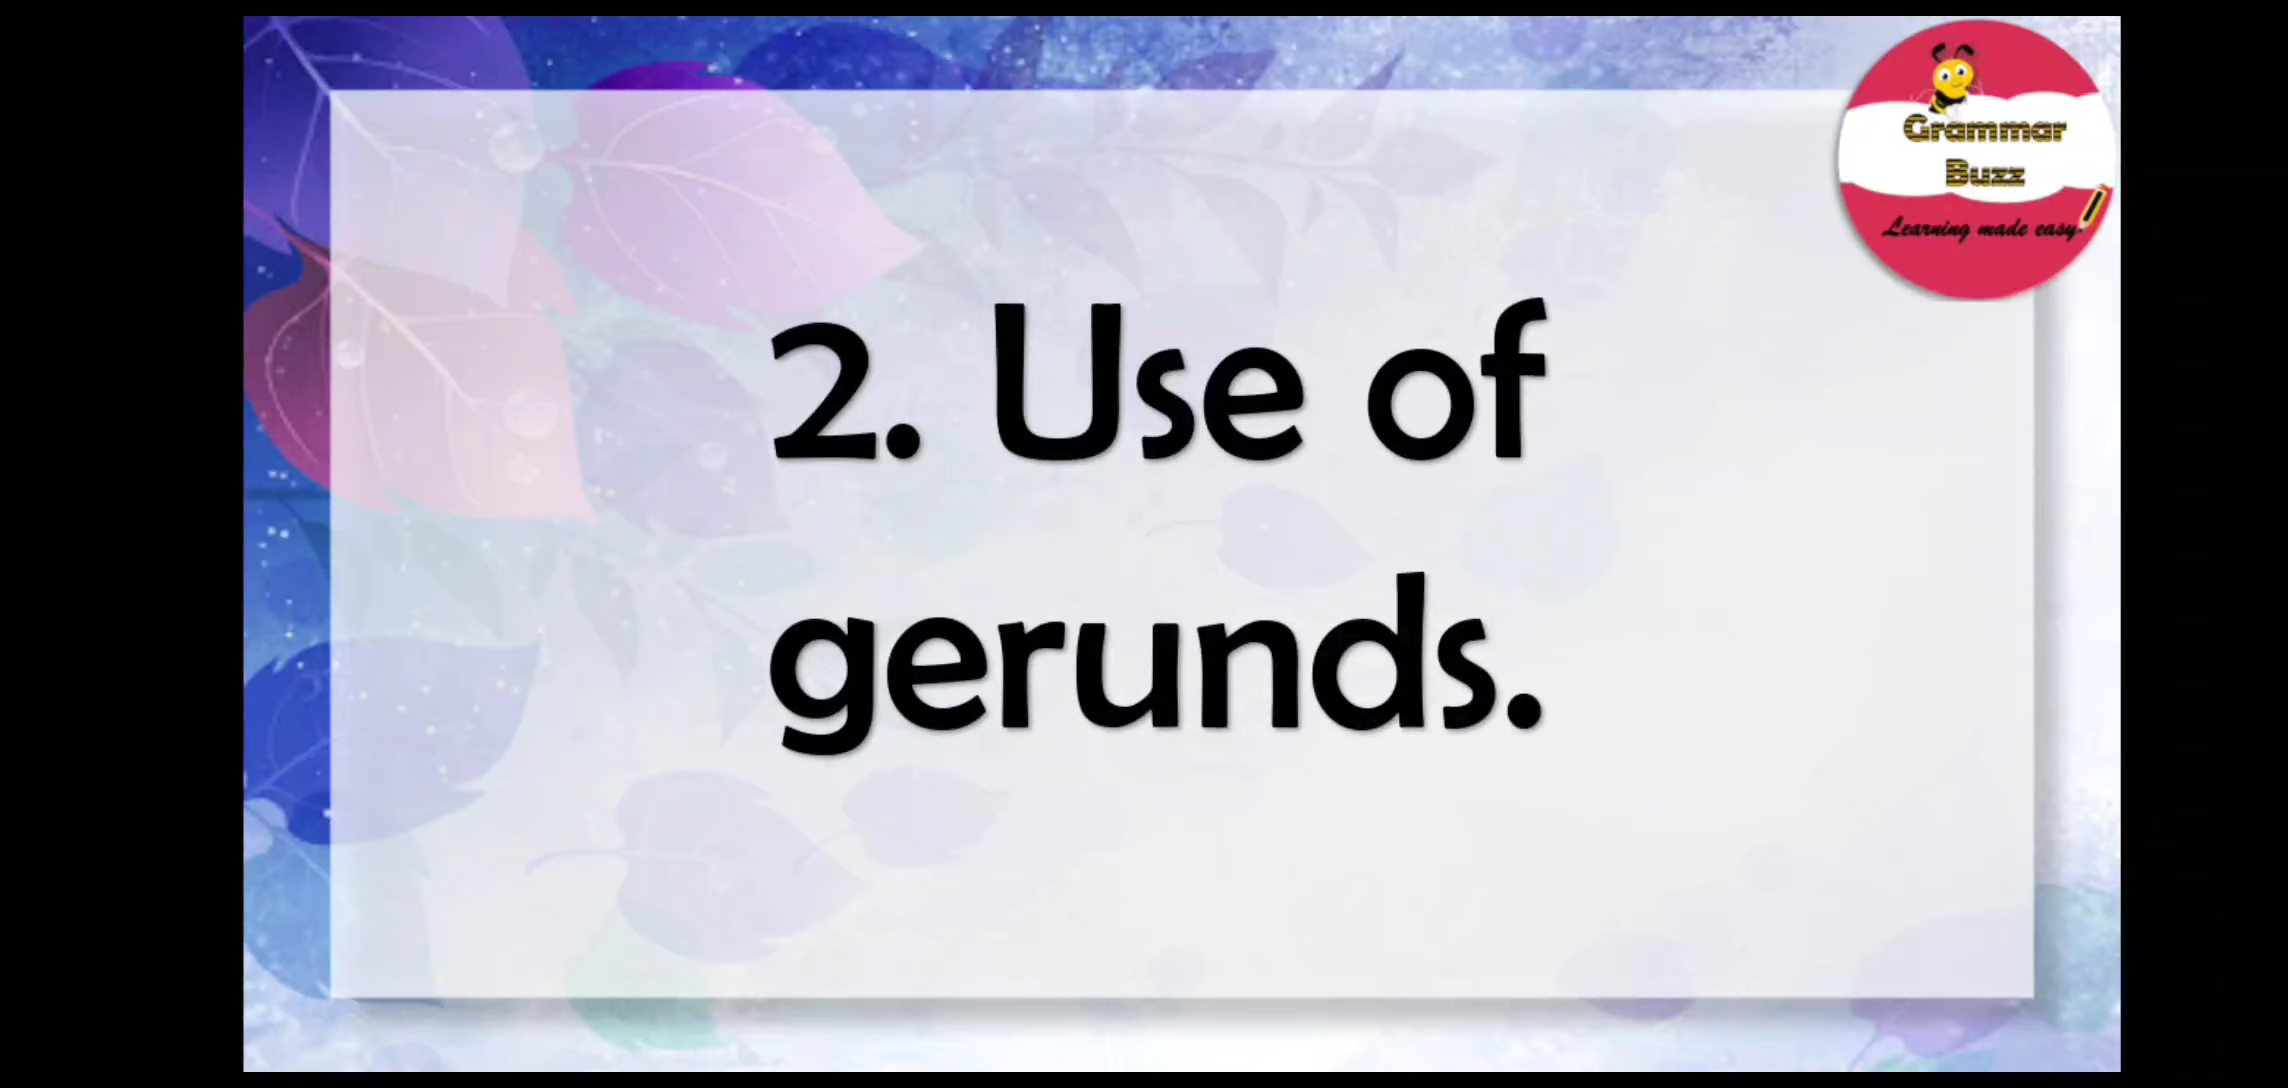 Grammar
Buzz
Learning made easy
2. Use of
gerunds.